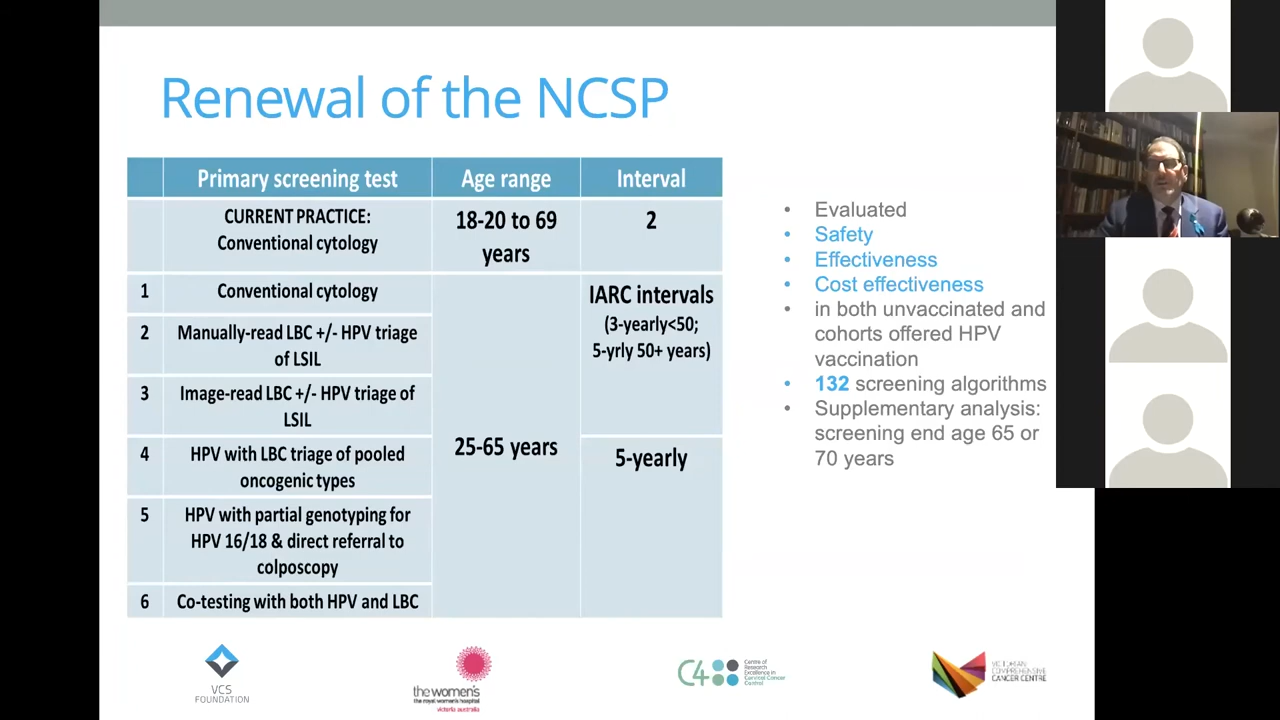 Renewal of the NCSP
Primary screening test
Age range
Interval
CURRENT PRACTICE:
Conventional cytology
18-20 to 69
years
2
1
Conventional cytology
2
Manually-read LBC +/- HPV triage
of LSIL
3
Image-read LBC +/- HPV triage of
LSIL
4
HPV with LBC triage of pooled
oncogenic types
5
HPV with partial genotyping for
HPV 16/18 & direct referral to
colposcopy
6
Co-testing with both HPV and LBC
25-65 years
IARC intervals
(3-yearly<50;
5-yrly 50+ years)
5-yearly
• Evaluated
• Safety
• Effectiveness
• Cost effectiveness
• in both unvaccinated and
cohorts offered HPV
vaccination
• 132 screening algorithms
• Supplementary analysis:
screening end age 65 or
70 years
VCS
FOUNDATION
the women's
the royal women's hospital
victoria australia
C4
Centre of
Research
Excellence in
Cervical Cancer
Control
VICTORIAN
COMPREHENSIVE
CANCER CENTRE